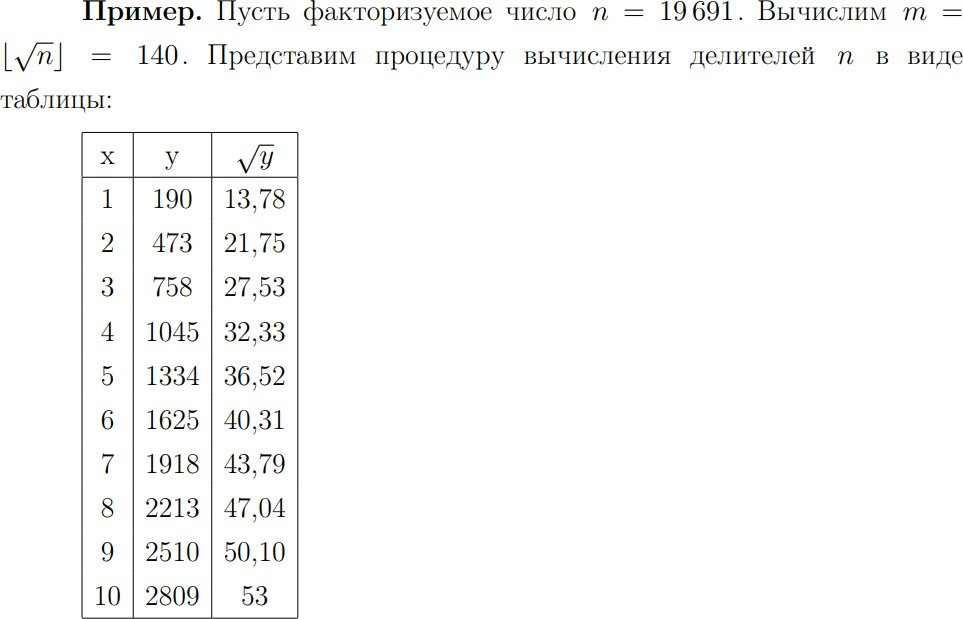 Пример. Пусть факторизуемое число n = 19 691. Вычислим m =
⌊√n⌋ = 140. Представим процедуру вычисления делителей n в виде
таблицы:
x y √y
1 190 13,78
2 473 21,75
3 758 27,53
4 1045 32,33
5 1334 36,52
6 1625 40,31
7 1918 43,79
8 2213 47,04
9 2510 50,10
10 2809 53